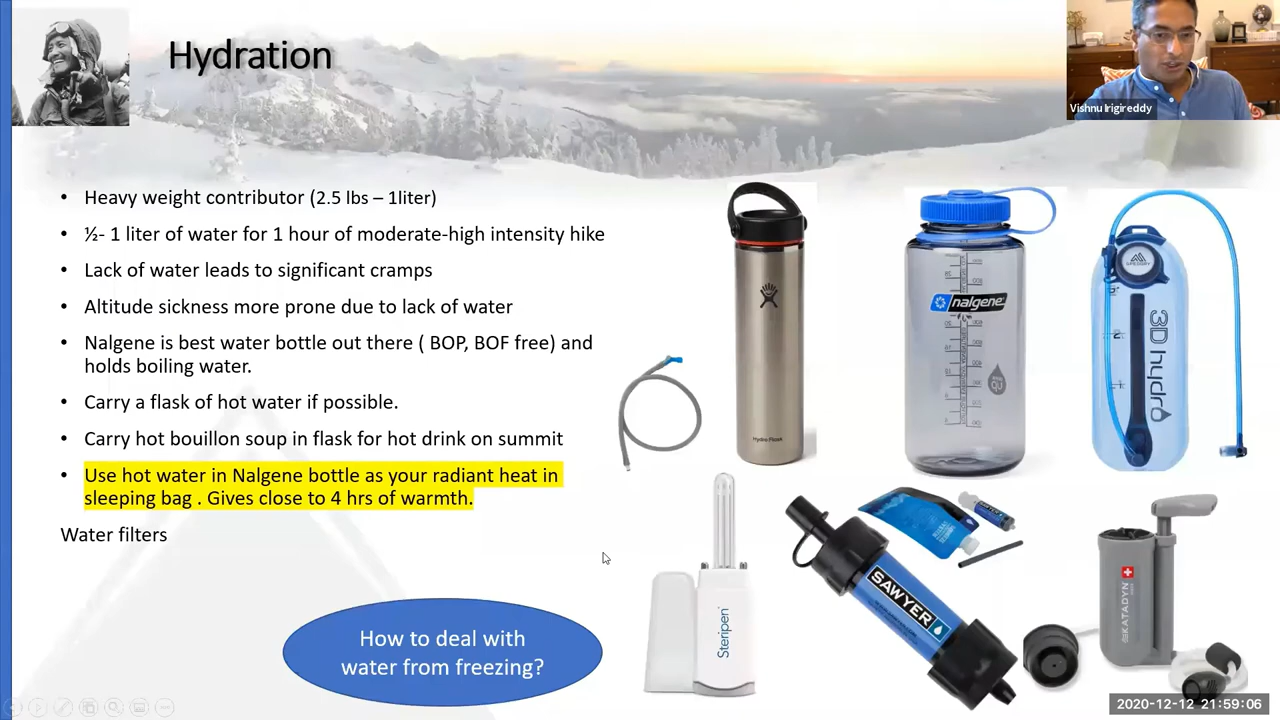 Hydration
Vishnu Irigireddy
• Heavy weight contributor (2.5 lbs – 1liter)
• ½- 1 liter of water for 1 hour of moderate-high intensity hike
• Lack of water leads to significant cramps
• Altitude sickness more prone due to lack of water
• Nalgene is best water bottle out there ( BOP, BOF free) and
holds boiling water.
• Carry a flask of hot water if possible.
• Carry hot bouillon soup in flask for hot drink on summit
• Use hot water in Nalgene bottle as your radiant heat in
sleeping bag . Gives close to 4 hrs of warmth.
Water filters
How to deal with
water from freezing?
Hydro Flask
nalgene
GREGORY
3D hydro
Steripen
SAWYER
KATADYN
2020-12-12 21:59:06